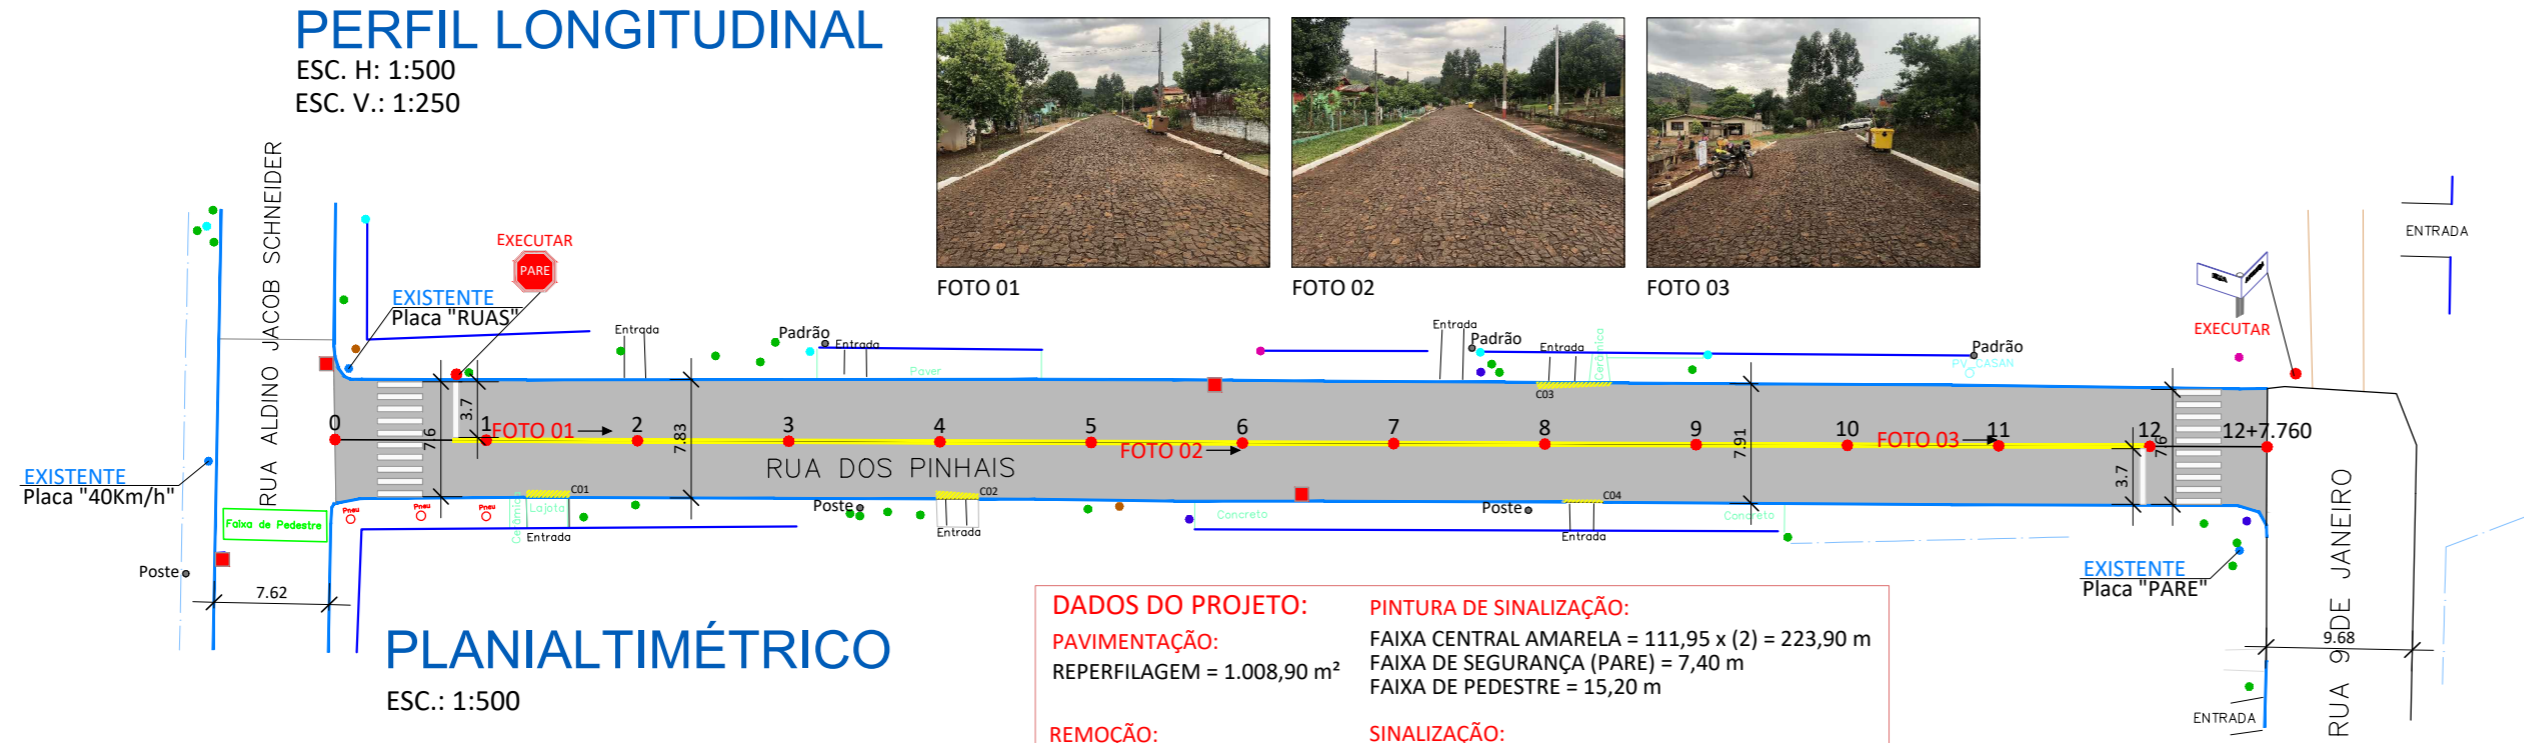 PERFIL LONGITUDINAL
ESC. H: 1:500
ESC. V.: 1:250
FOTO 01
FOTO 02
FOTO 03
RUA ALDINO JACOB SCHNEIDER
EXECUTAR
PARE
EXISTENTE
Placa "RUAS"
Entrada
Padrão
Entrada
Paver
Entrada
Padrão
Entrada
Cerâmica
Padrão
PV_CASAN
EXECUTAR
ENTRADA
C03
3.7
7.6
7.83
7.91
7.6
3.7
0
1
2
3
4
5
6
7
8
9
10
11
12
12+7.760
FOTO 01
FOTO 02
FOTO 03
RUA DOS PINHAIS
EXISTENTE
Placa "40Km/h"
Faixa de Pedestre
Pneu
Pneu
Pneu
Cerâmica
Lajota
C01
Entrada
Poste
C02
Entrada
Concreto
Poste
C04
Entrada
Concreto
Poste
7.62
EXISTENTE
Placa "PARE"
RUA 9 DE JANEIRO
9.68
ENTRADA
PLANIALTIMÉTRICO
ESC.: 1:500
DADOS DO PROJETO:
PAVIMENTAÇÃO:
REPERFILAGEM = 1.008,90 m²
REMOÇÃO:
PINTURA DE SINALIZAÇÃO:
FAIXA CENTRAL AMARELA = 111,95 x (2) = 223,90 m
FAIXA DE SEGURANÇA (PARE) = 7,40 m
FAIXA DE PEDESTRE = 15,20 m
SINALIZAÇÃO: